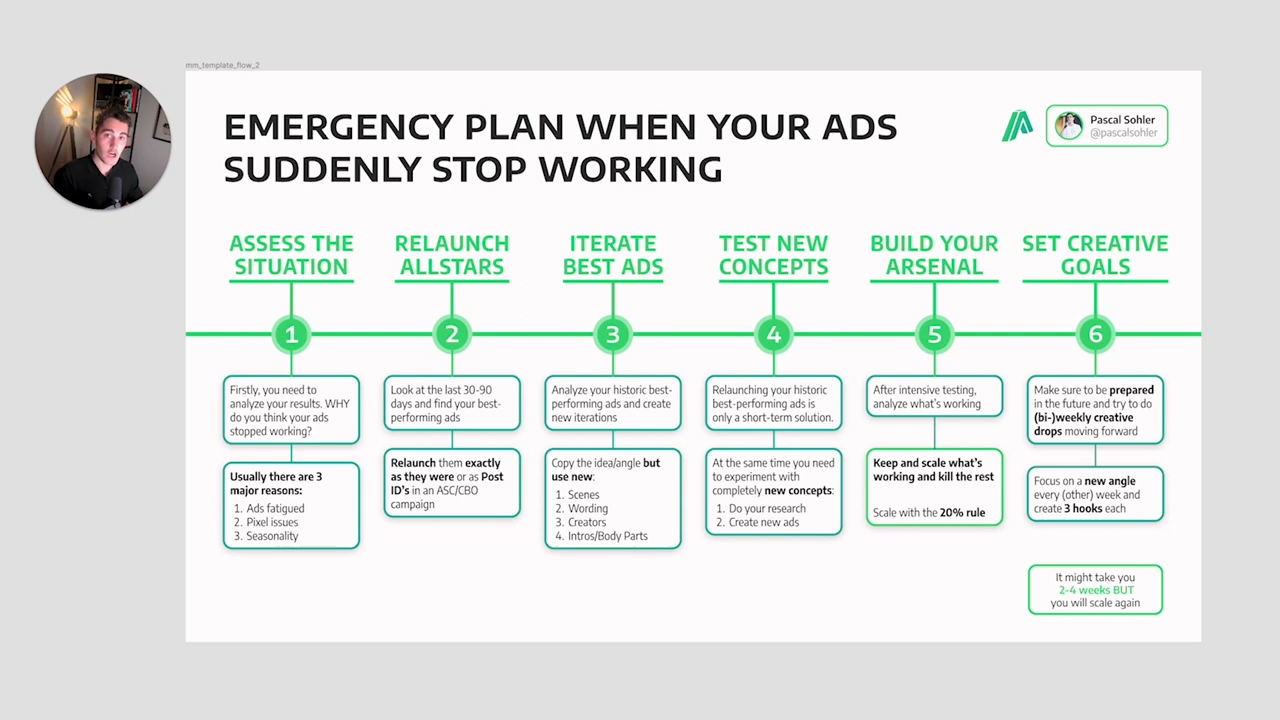 mm_template_flow_2
EMERGENCY PLAN WHEN YOUR ADS
SUDDENLY STOP WORKING
Pascal Sohler
@pascalsohler
ASSESS THE
SITUATION
1
Firstly, you need to
analyze your results. WHY
do you think your ads
stopped working?
Usually there are 3
major reasons:
1. Ads fatigued
2. Pixel issues
3. Seasonality
RELAUNCH
ALLSTARS
2
Look at the last 30-90
days and find your best-
performing ads
Relaunch them exactly
as they were or as Post
ID's in an ASC/CBO
campaign
ITERATE
BEST ADS
3
Analyze your historic best-
performing ads and create
new iterations
Copy the idea/angle but
use new:
1. Scenes
2. Wording
3. Creators
4. Intros/Body Parts
TEST NEW
CONCEPTS
4
Relaunching your historic
best-performing ads is
only a short-term solution.
At the same time you need
to experiment with
completely new concepts:
1. Do your research
2. Create new ads
BUILD YOUR
ARSENAL
5
After intensive testing,
analyze what's working
Keep and scale what's
working and kill the rest
Scale with the 20% rule
SET CREATIVE
GOALS
6
Make sure to be prepared
in the future and try to do
(bi-)weekly creative
drops moving forward
Focus on a new angle
every (other) week and
create 3 hooks each
It might take you
2-4 weeks BUT
you will scale again